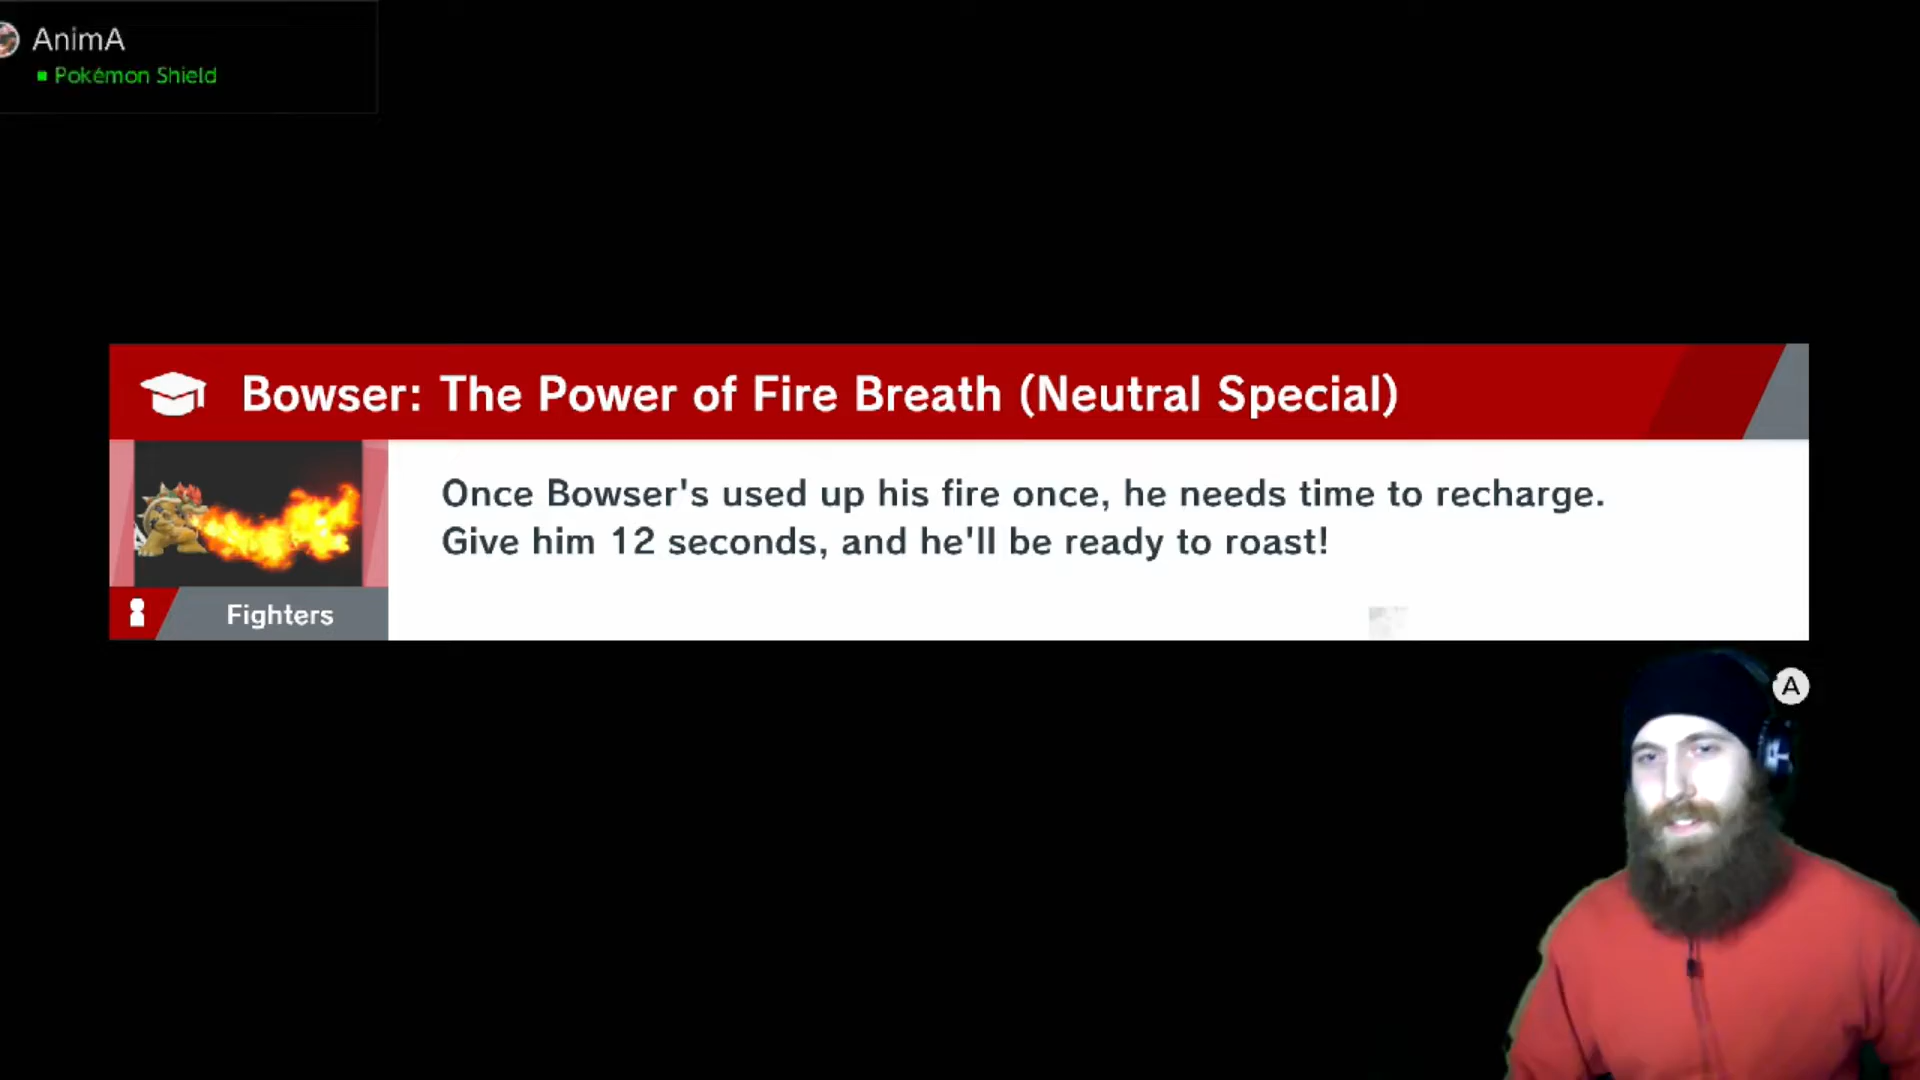 AnimA
Pokémon Shield
Bowser: The Power of Fire Breath (Neutral Special)
Once Bowser's used up his fire once, he needs time to recharge.
Give him 12 seconds, and he'll be ready to roast!
Fighters
A